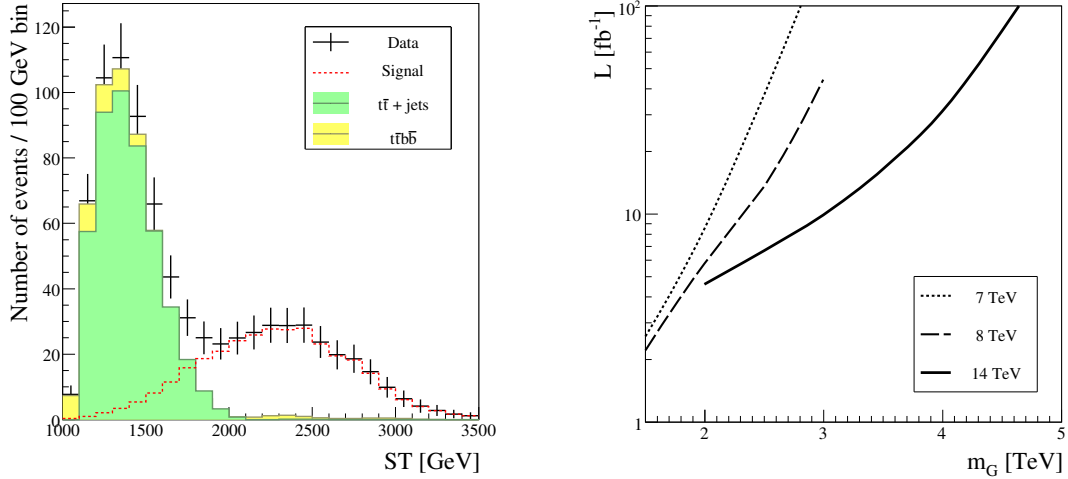 Number of events / 100 GeV bin
120
100
80
60
40
20
0
1000
1500
2000
2500
3000
3500
ST [GeV]
Data
Signal
tt̄ + jets
tt̄bb̄
L [fb⁻¹]
10²
10
1
2
3
4
5
m_G [TeV]
7 TeV
8 TeV
14 TeV